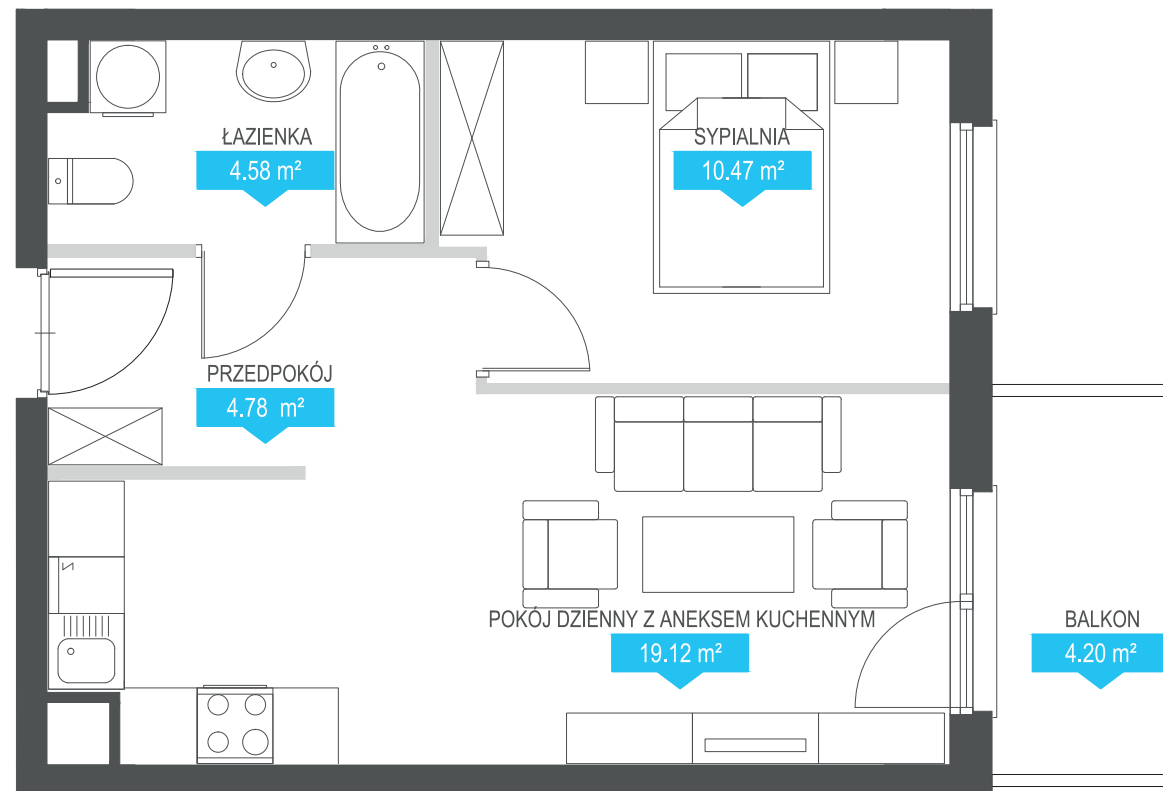 ŁAZIENKA
4.58 m²
SYPIALNIA
10.47 m²
PRZEDPOKÓJ
4.78 m²
POKÓJ DZIENNY Z ANEKSEM KUCHENNYM
19.12 m²
BALKON
4.20 m²